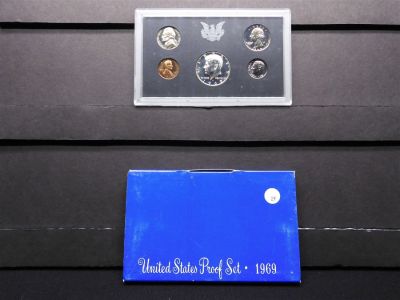 United States Proof Set • 1969